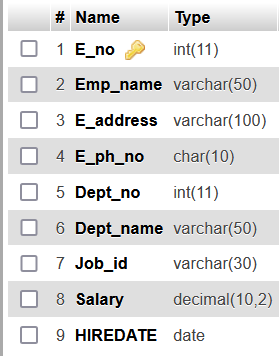 # Name Type
1 E_no int(11)
2 Emp_name varchar(50)
3 E_address varchar(100)
4 E_ph_no char(10)
5 Dept_no int(11)
6 Dept_name varchar(50)
7 Job_id varchar(30)
8 Salary decimal(10,2)
9 HIREDATE date